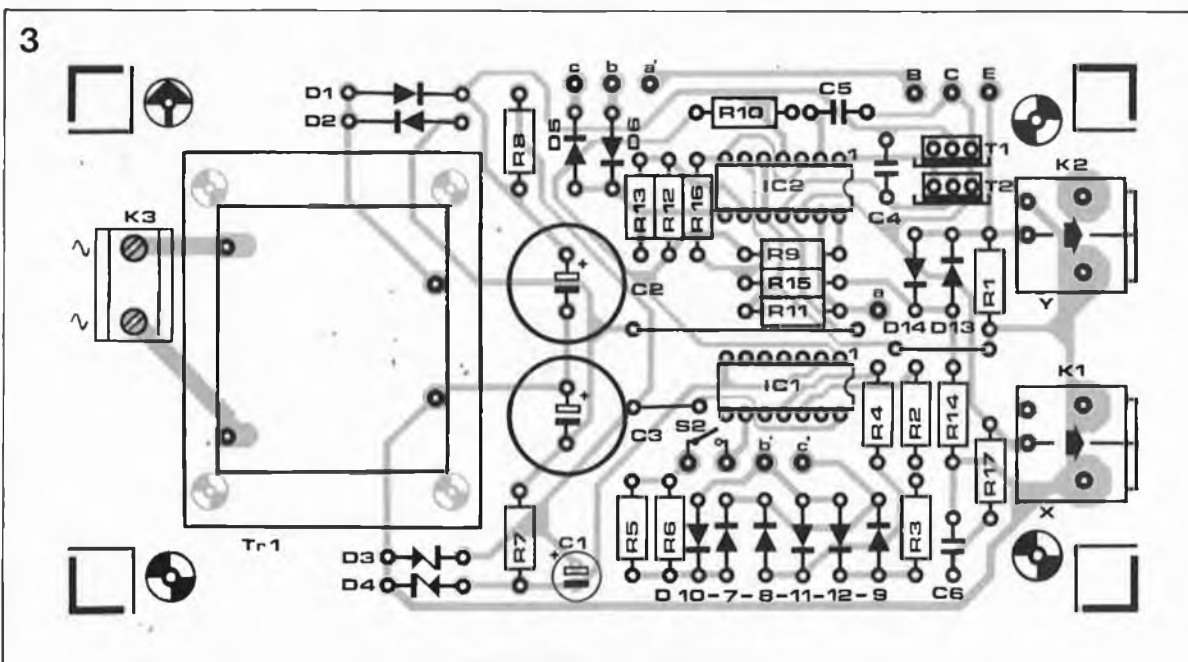 3
c b a' B C E
D1
D2
R8
D5
D6
R10
C5
T1
T2
K2
1
IC2
C4
K3
R13
R12
R16
C2
R9
R15
R11
a
D14 D13
R1
Y
1
IC1
K1
C3
S2
b' c'
R4
R2
R14
R17
X
Tr1
D3
D4
R7
C1
R5
R6
R3
C6
D 10-7-8-11-12-9